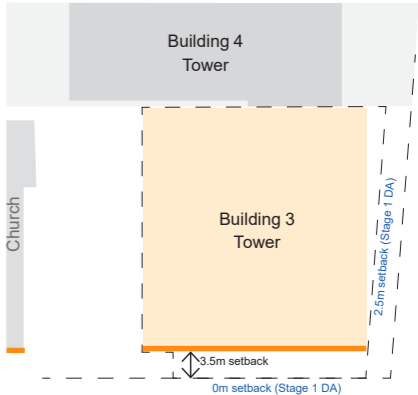 Building 4
Tower
Church
Building 3
Tower
2.5m setback (Stage 1 DA)
3.5m setback
0m setback (Stage 1 DA)